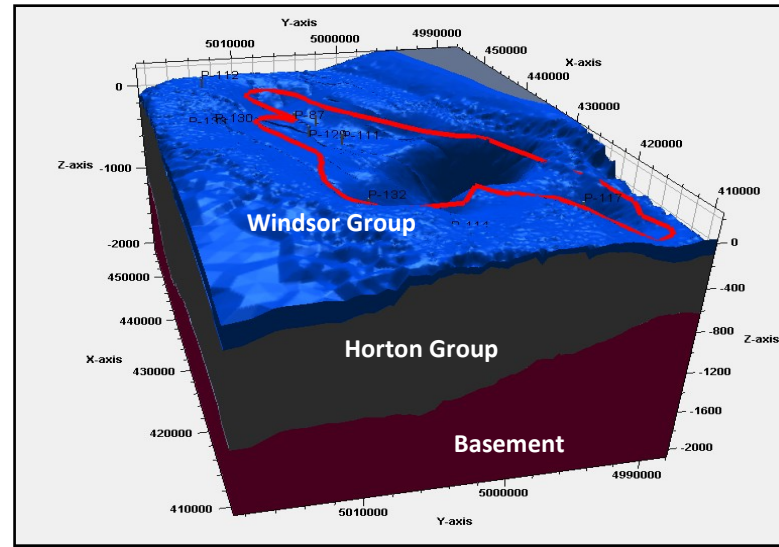 Y-axis
4990000
5000000
5010000
450000
X-axis
440000
430000
420000
410000
0
P-112
P-130
P-87
P-111
Z-axis
-1000
P-132
P-117
Windsor Group
-2000
0
450000
-400
440000
Horton Group
-800
Z-axis
X-axis
430000
-1200
-1600
420000
Basement
-2000
410000
4990000
5000000
5010000
Y-axis